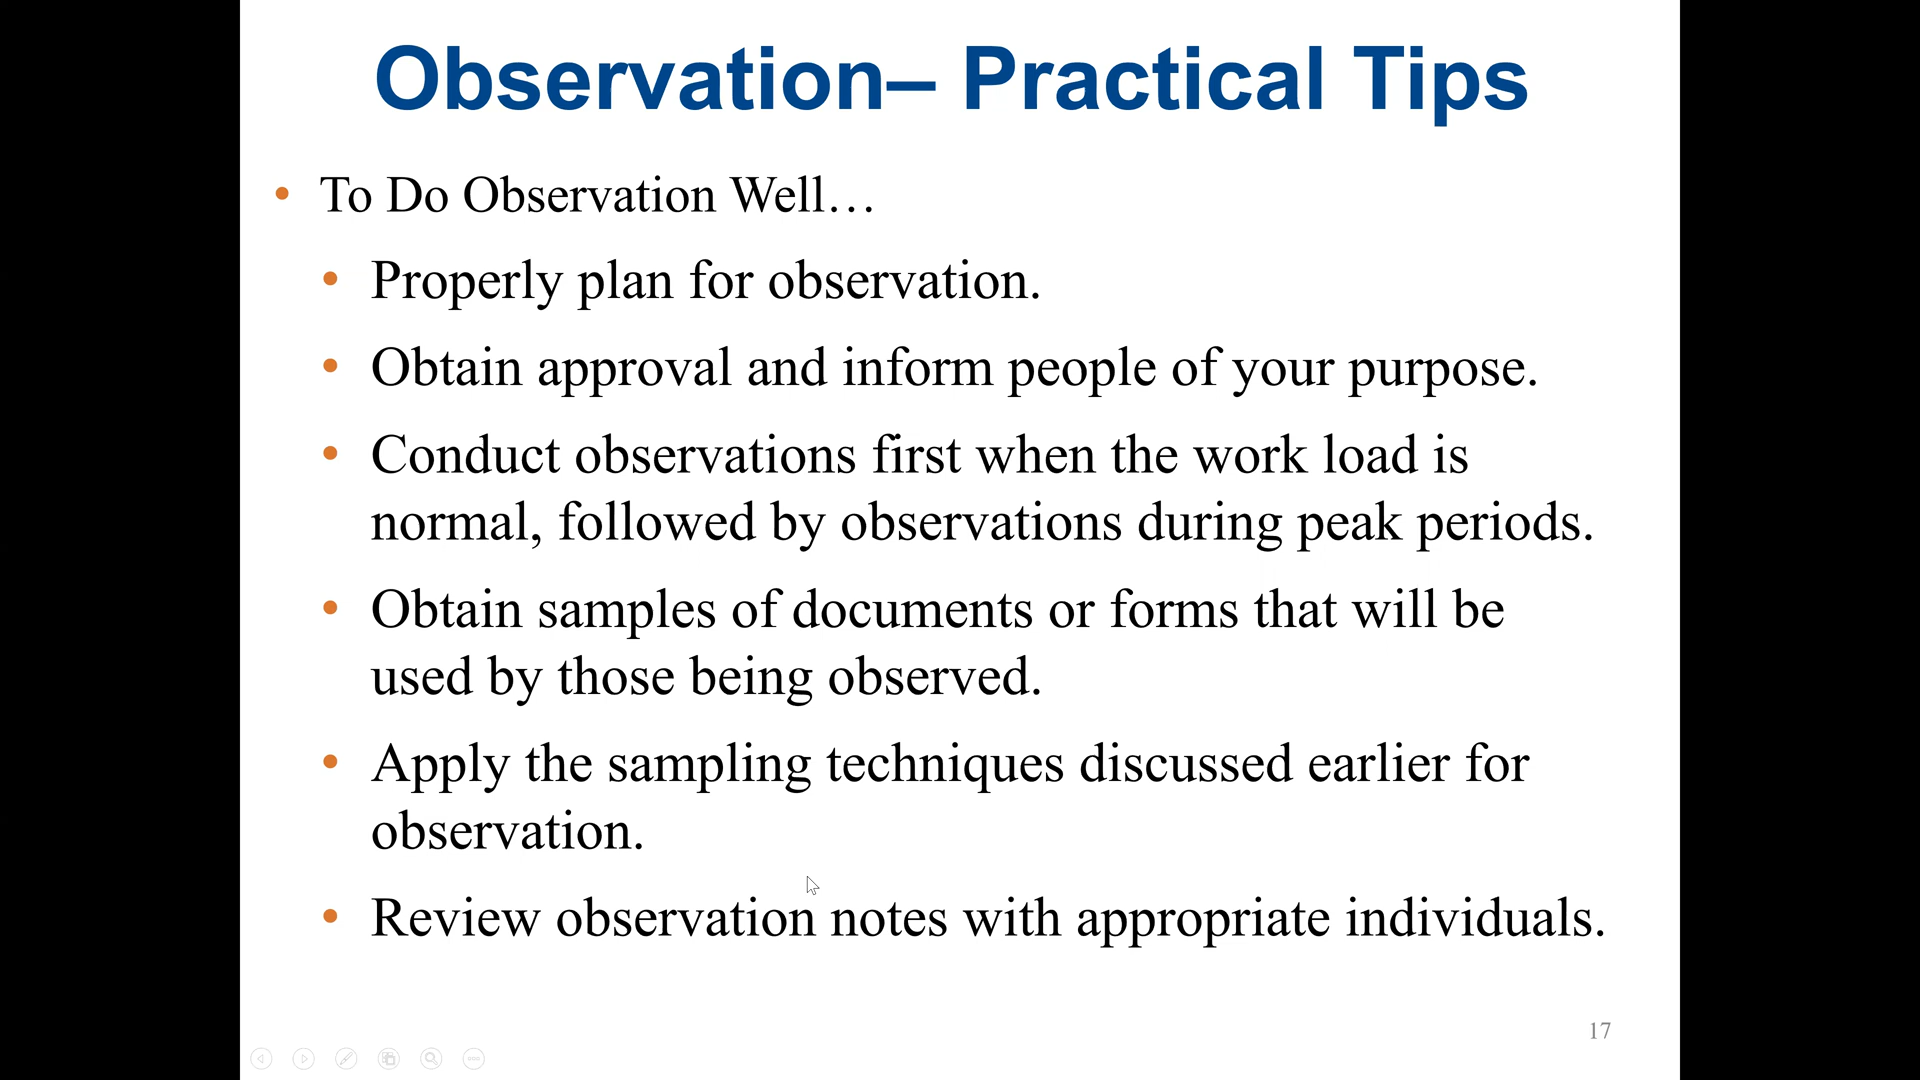 Observation– Practical Tips
• To Do Observation Well…
• Properly plan for observation.
• Obtain approval and inform people of your purpose.
• Conduct observations first when the work load is
normal, followed by observations during peak periods.
• Obtain samples of documents or forms that will be
used by those being observed.
• Apply the sampling techniques discussed earlier for
observation.
• Review observation notes with appropriate individuals.
17